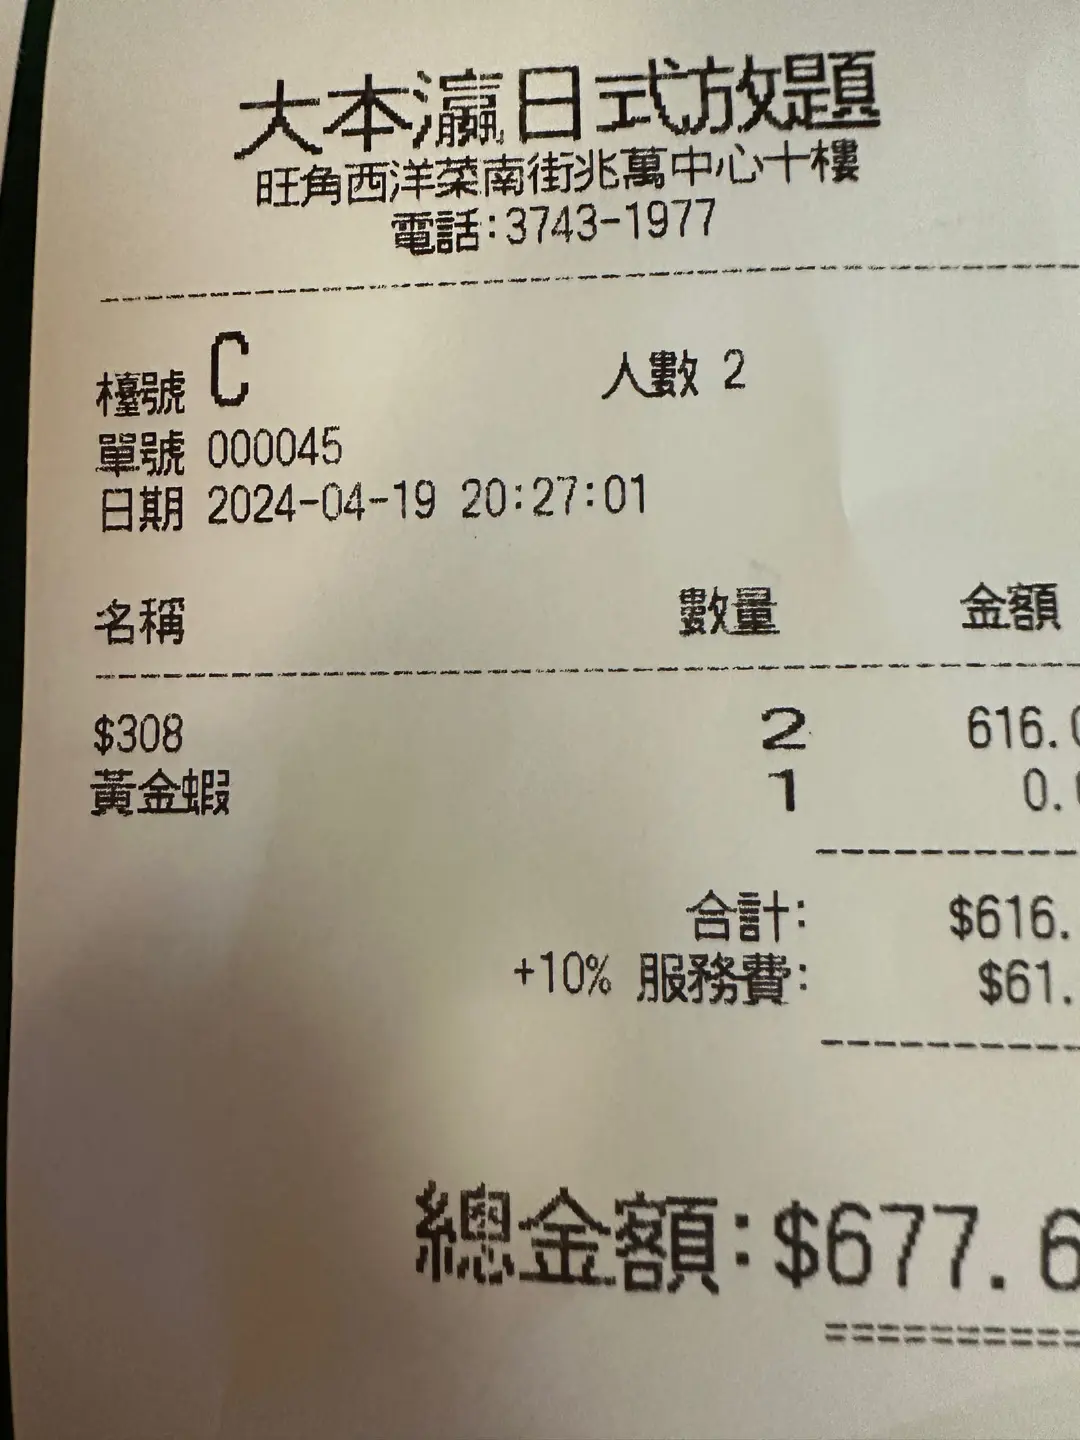 大本瀛日式放題
旺角西洋菜南街兆萬中心十樓
電話:3743-1977
檯號 C 人數 2
單號 000045
日期 2024-04-19 20:27:01
名稱 數量 金額
$308 2 616.
黃金蝦 1 0.
合計: $616.
+10% 服務費: $61.
總金額:$677.6